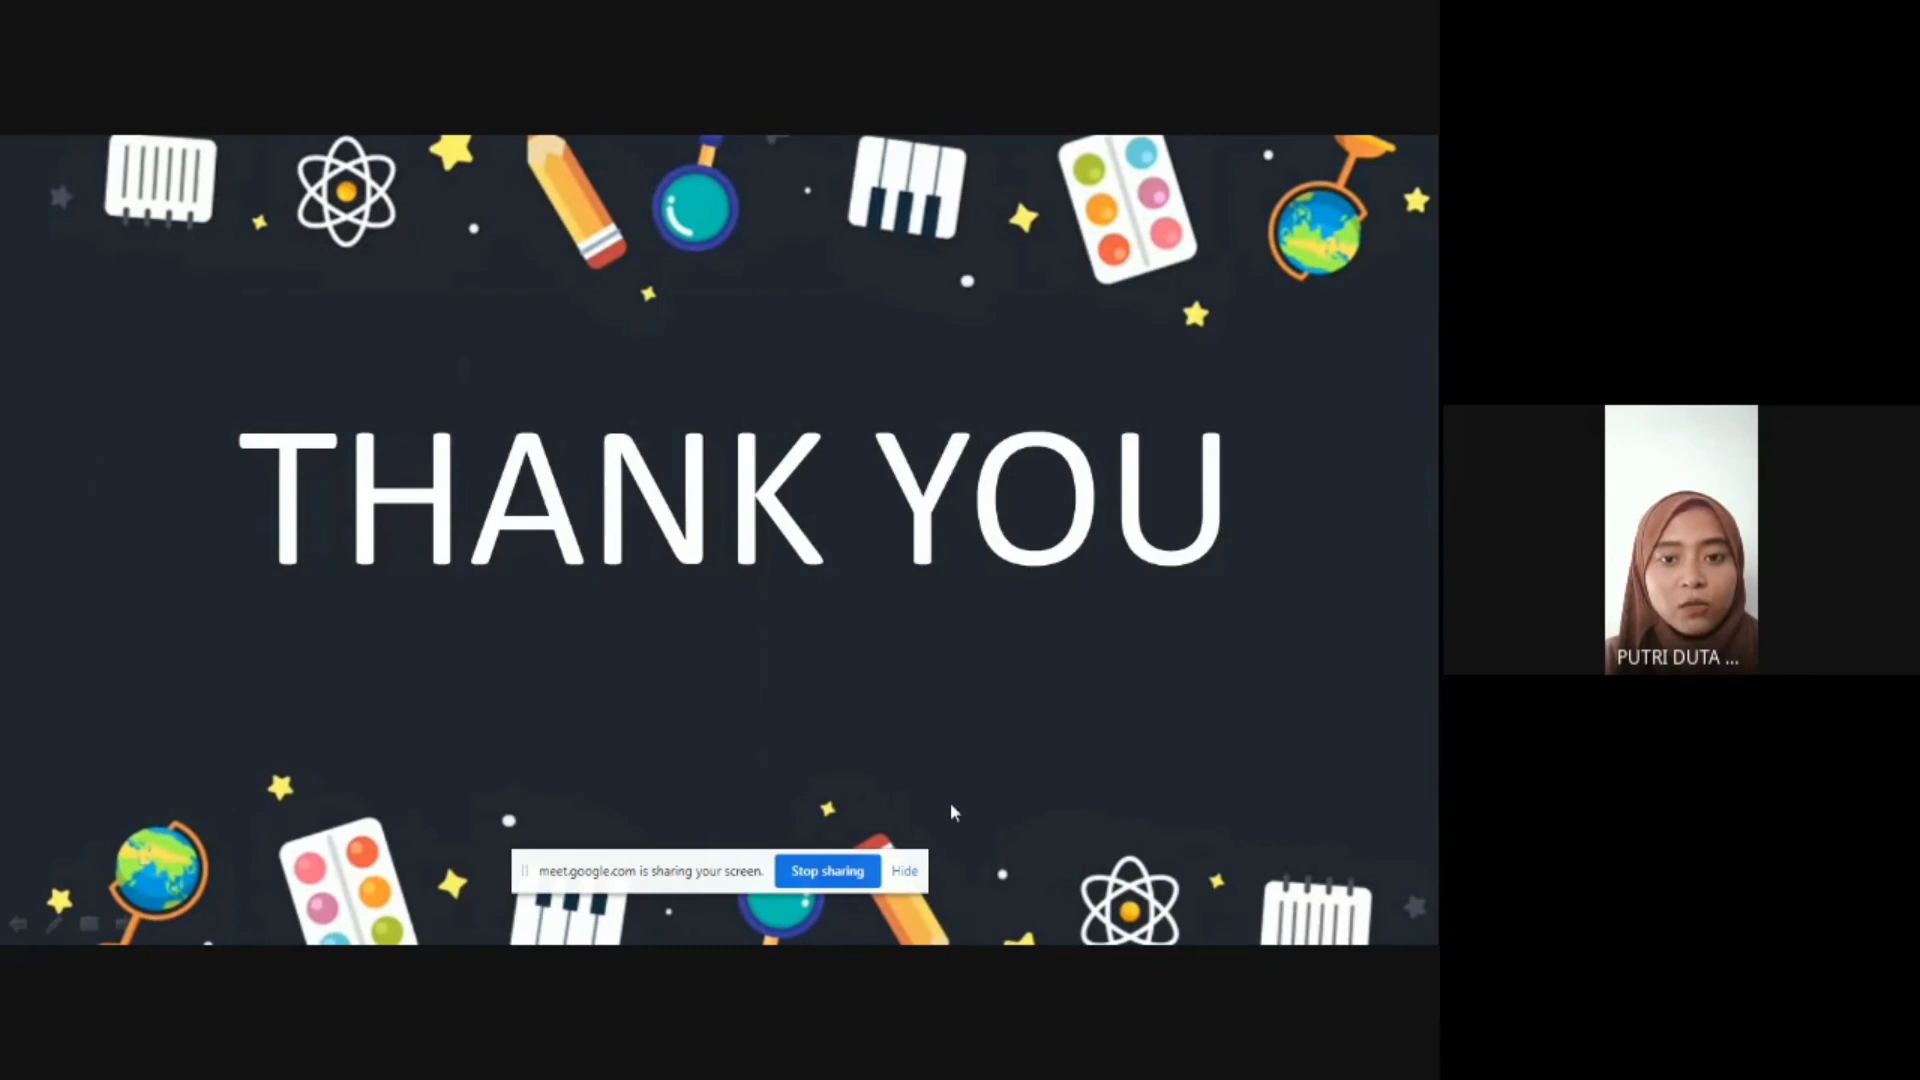 THANK YOU
PUTRI DUTA ...
meet.google.com is sharing your screen.
Stop sharing
Hide